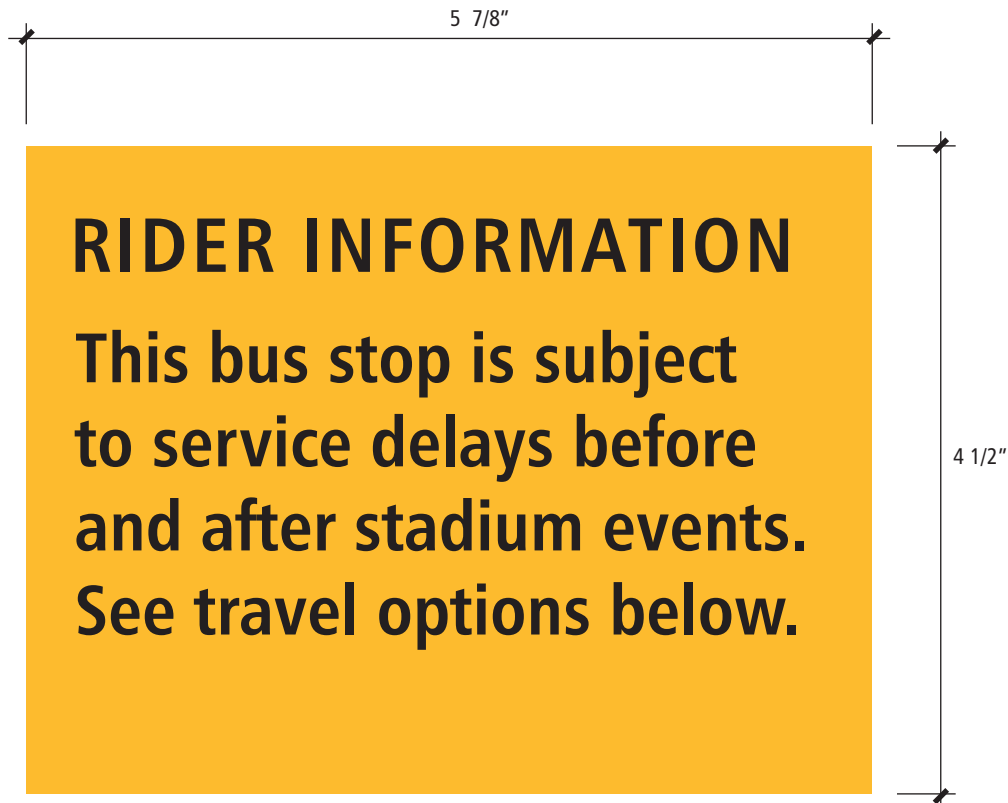 5 7/8"
RIDER INFORMATION
This bus stop is subject
to service delays before
and after stadium events.
See travel options below.
4 1/2"